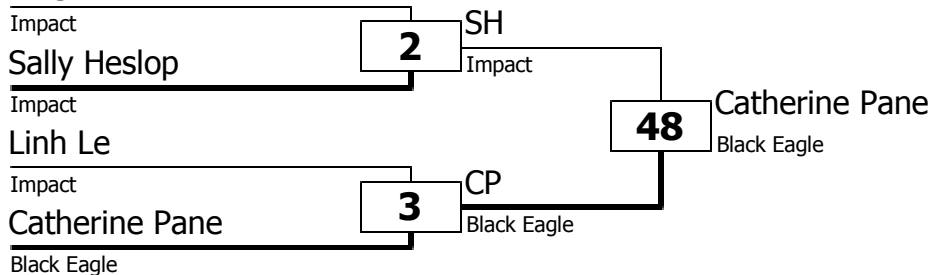 Impact
2
SH
Sally Heslop
Impact
Impact
Catherine Pane
48
Linh Le
Black Eagle
Impact
CP
3
Catherine Pane
Black Eagle
Black Eagle